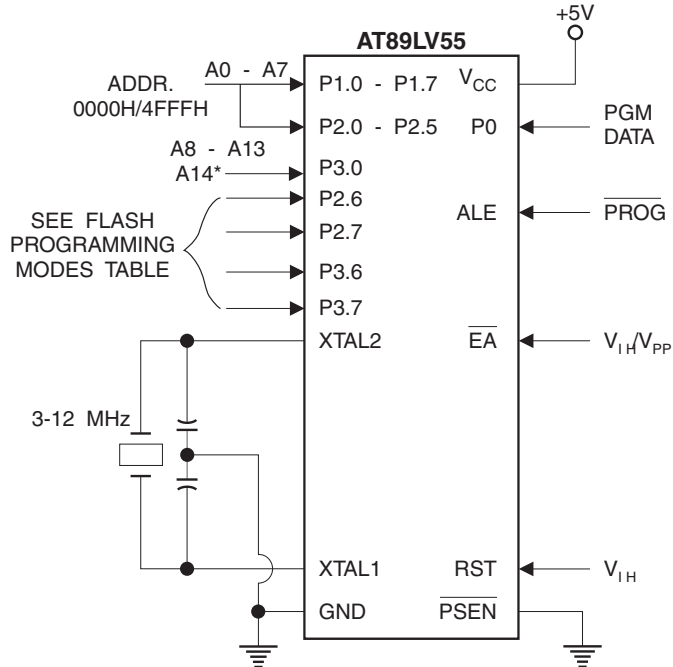 +5V
AT89LV55
ADDR.
0000H/4FFFH
A0 - A7
P1.0 - P1.7
VCC
P2.0 - P2.5
P0
PGM
DATA
A8 - A13
A14*
P3.0
P2.6
SEE FLASH
PROGRAMMING
MODES TABLE
ALE
PROG
P2.7
P3.6
P3.7
XTAL2
EA
VIH/VPP
3-12 MHz
XTAL1
RST
VIH
GND
PSEN